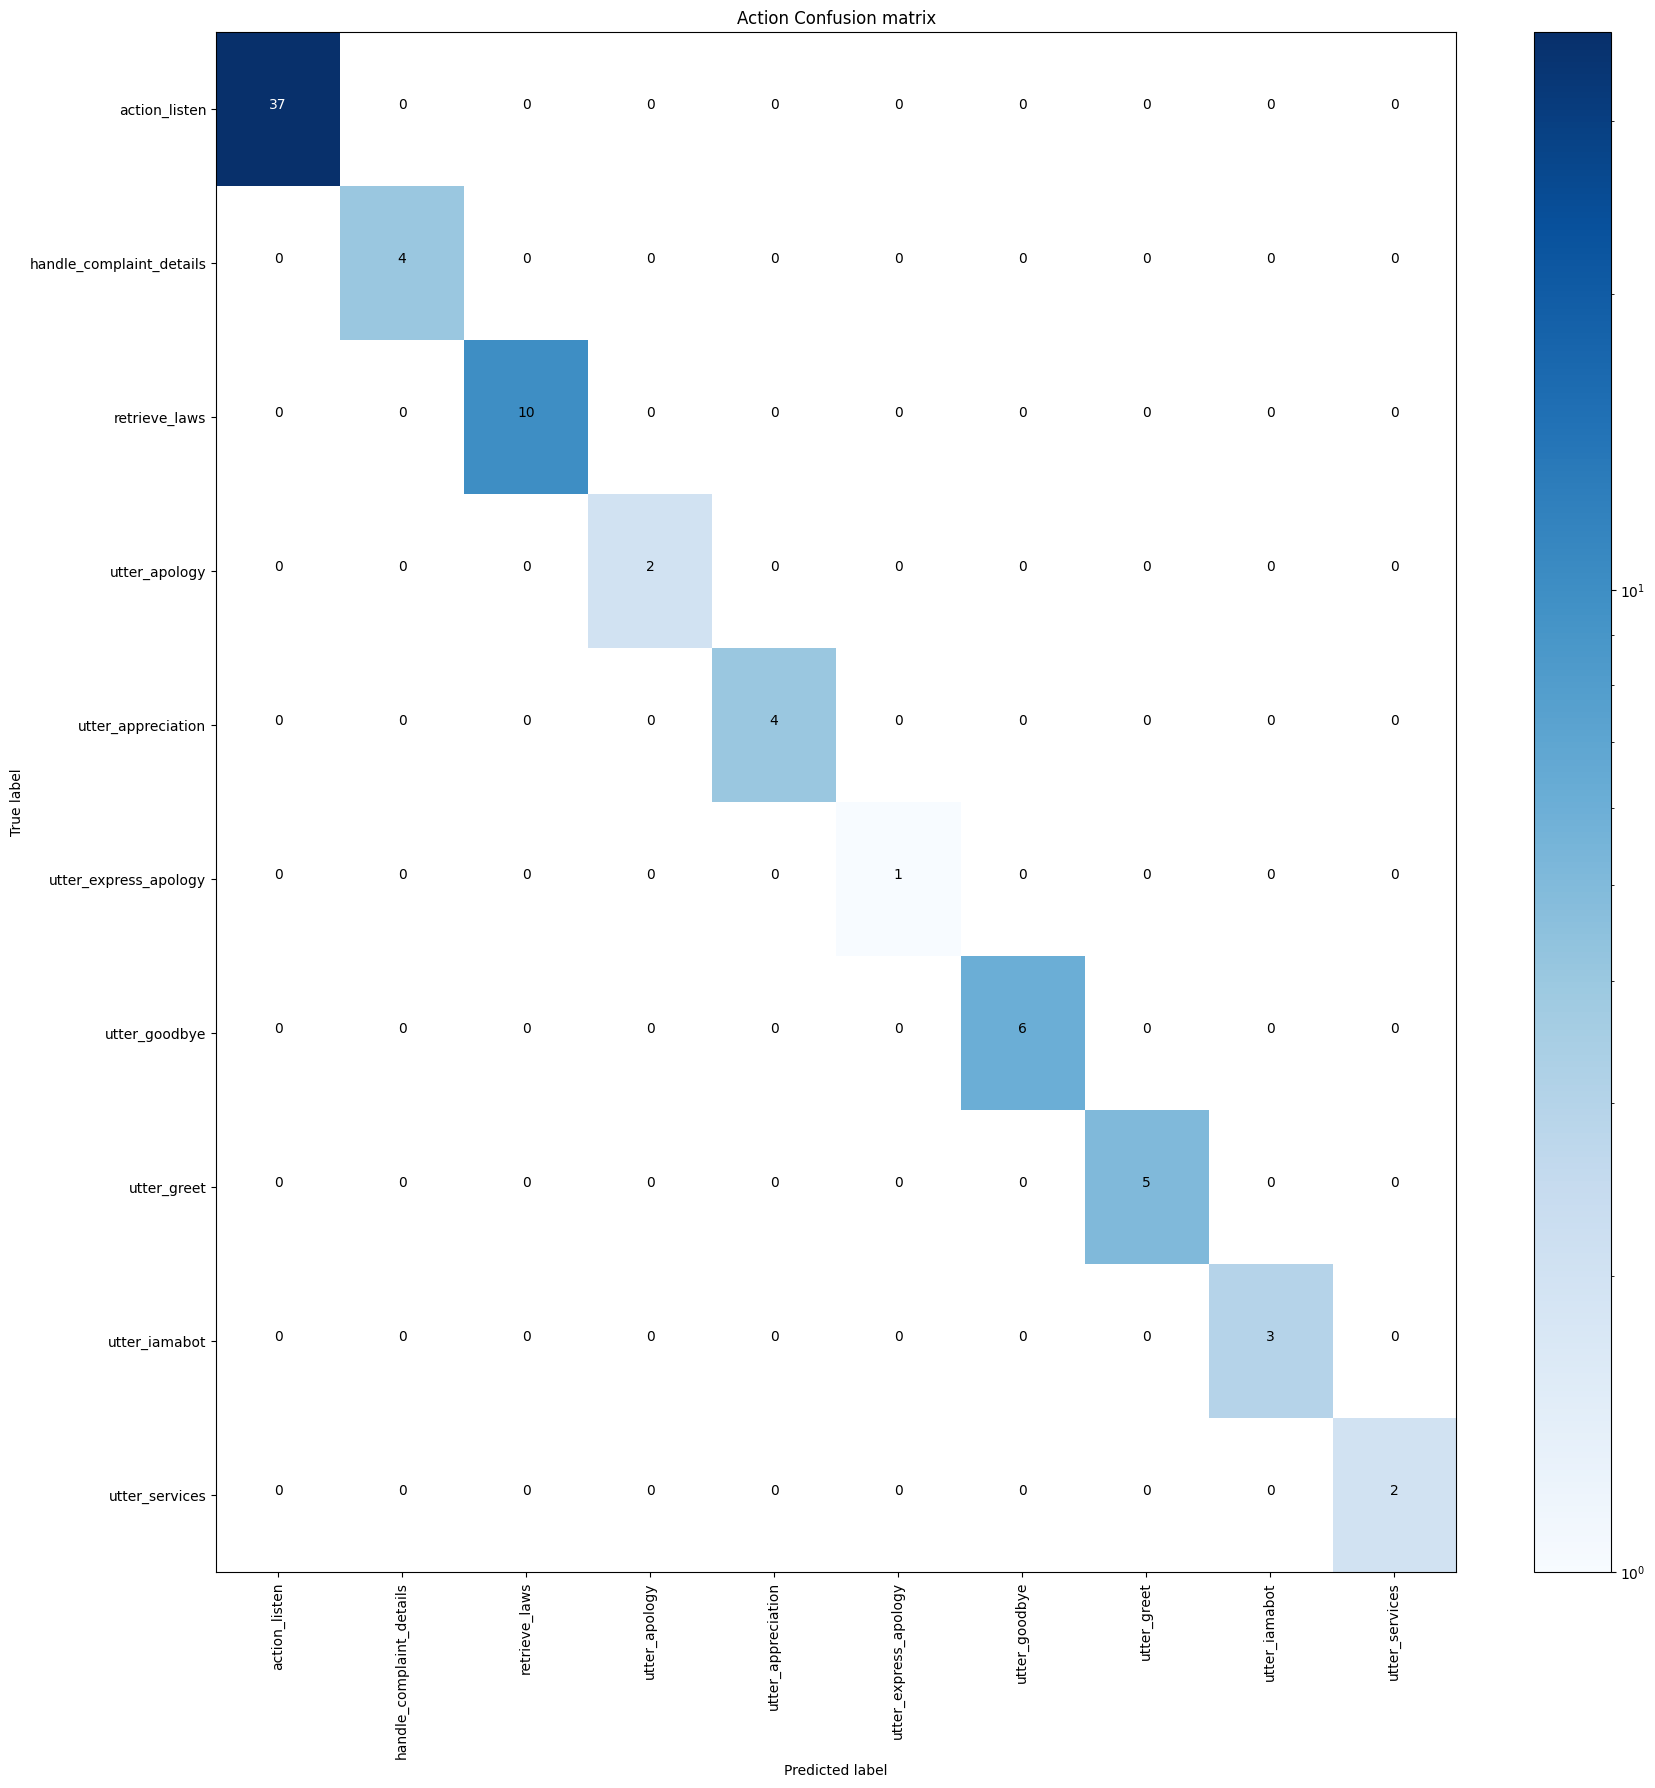 Action Confusion matrix
action_listen 37 0 0 0 0 0 0 0 0 0
handle_complaint_details 0 4 0 0 0 0 0 0 0 0
retrieve_laws 0 0 10 0 0 0 0 0 0 0
utter_apology 0 0 0 2 0 0 0 0 0 0
utter_appreciation 0 0 0 0 4 0 0 0 0 0
utter_express_apology 0 0 0 0 0 1 0 0 0 0
utter_goodbye 0 0 0 0 0 0 6 0 0 0
utter_greet 0 0 0 0 0 0 0 5 0 0
utter_iamabot 0 0 0 0 0 0 0 0 3 0
utter_services 0 0 0 0 0 0 0 0 0 2
True label
action_listen
handle_complaint_details
retrieve_laws
utter_apology
utter_appreciation
utter_express_apology
utter_goodbye
utter_greet
utter_iamabot
utter_services
Predicted label
10¹
10⁰